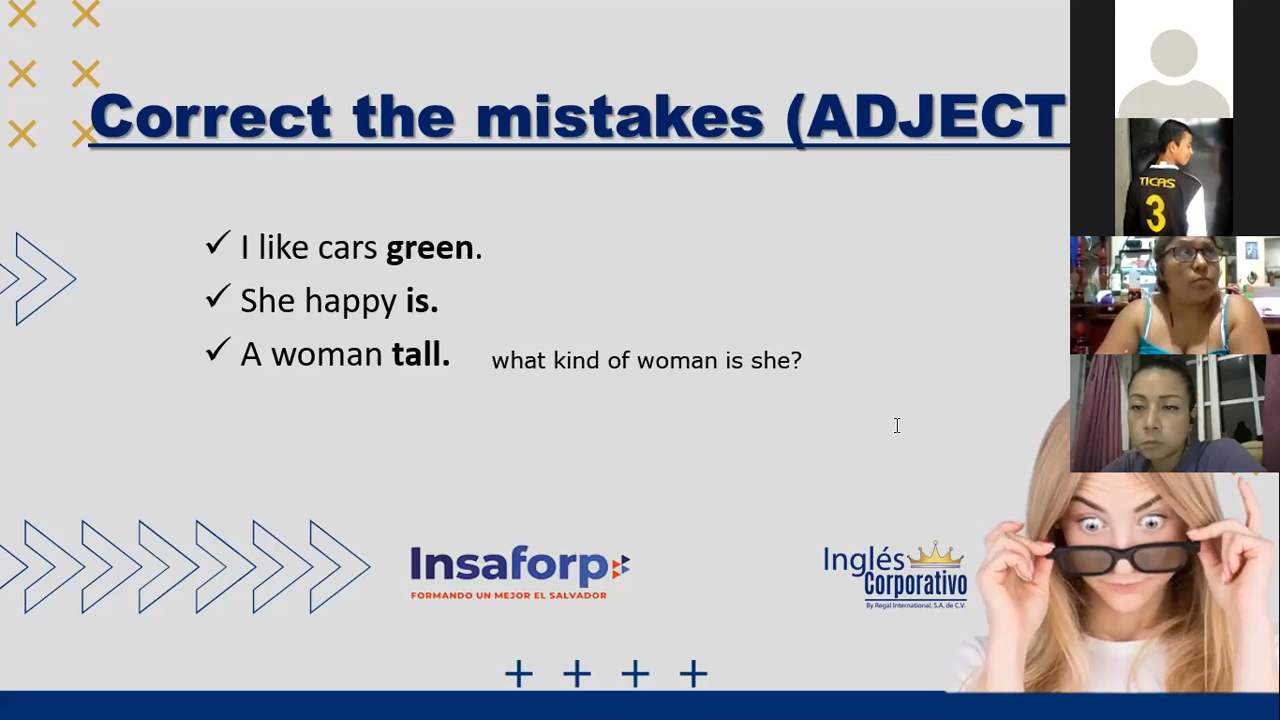 Correct the mistakes (ADJECT
I like cars green.
She happy is.
A woman tall.
what kind of woman is she?
Insaforp
FORMANDO UN MEJOR EL SALVADOR
Inglés
Corporativo
By Regal International, S.A. de C.V.
TICAS
3